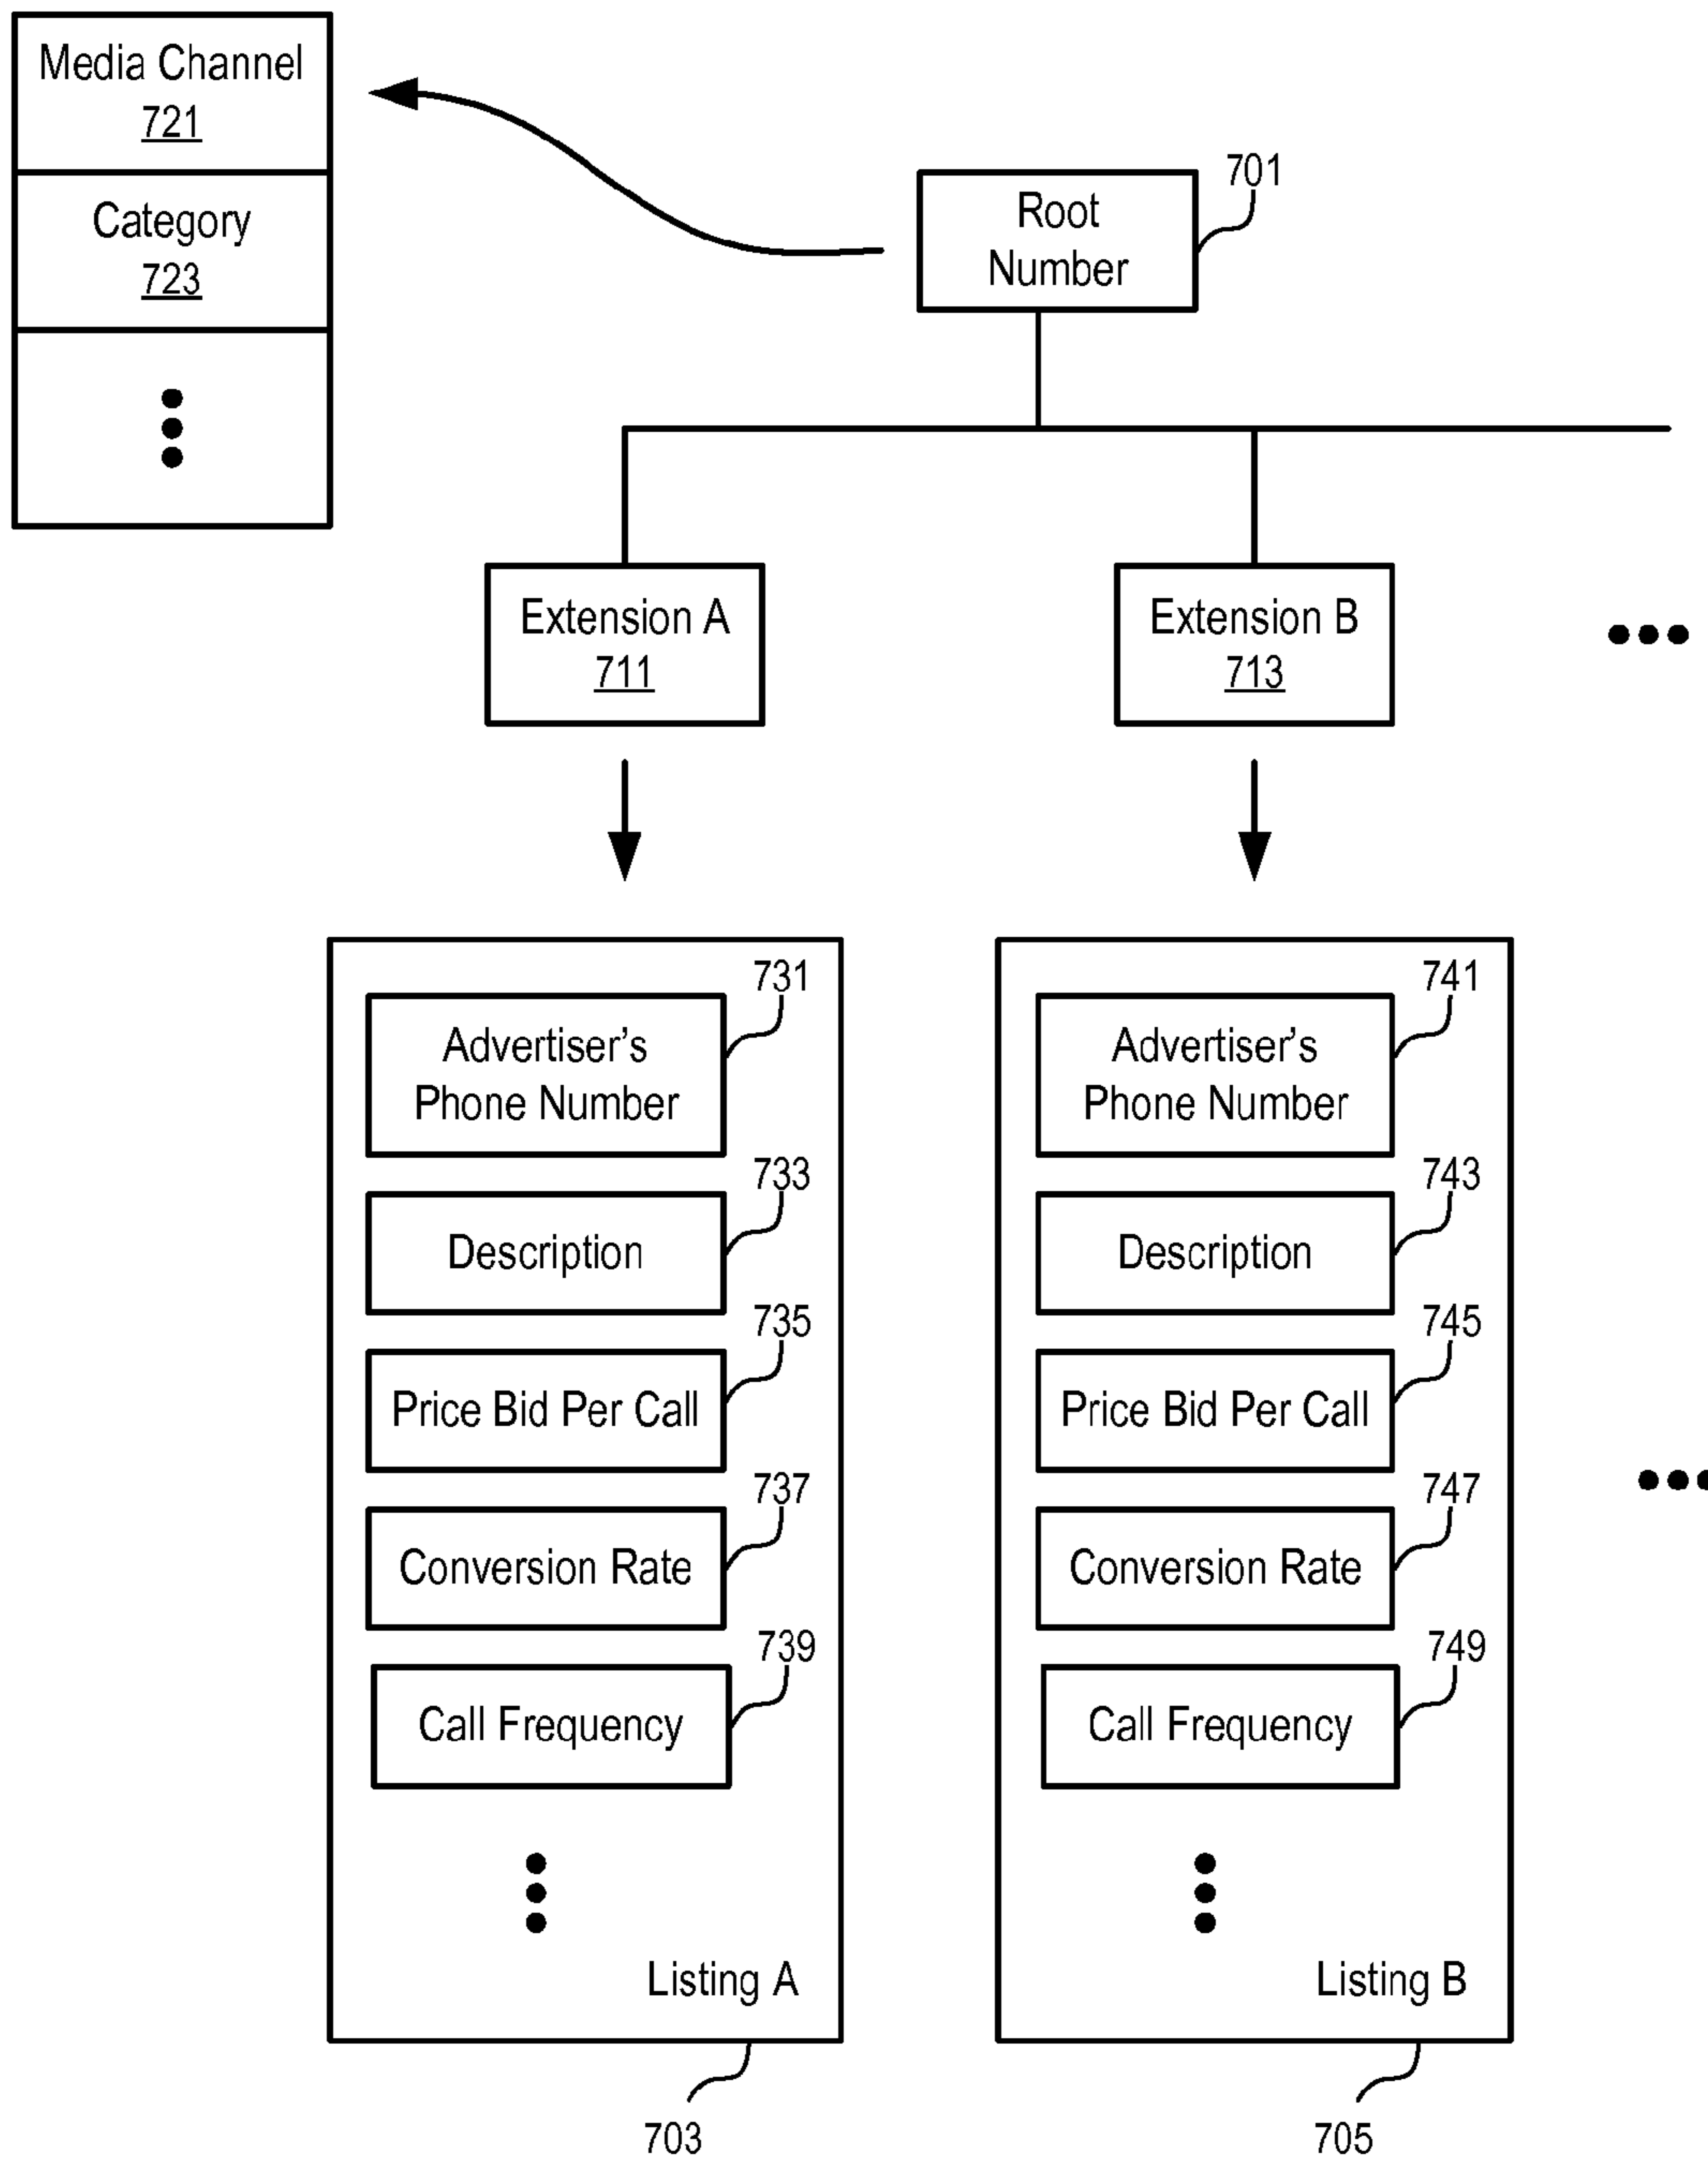 Media Channel
721
Category
723
701
Root
Number
Extension A
711
Extension B
713
731
Advertiser’s
Phone Number
733
Description
735
Price Bid Per Call
737
Conversion Rate
739
Call Frequency
Listing A
703
741
Advertiser’s
Phone Number
743
Description
745
Price Bid Per Call
747
Conversion Rate
749
Call Frequency
Listing B
705